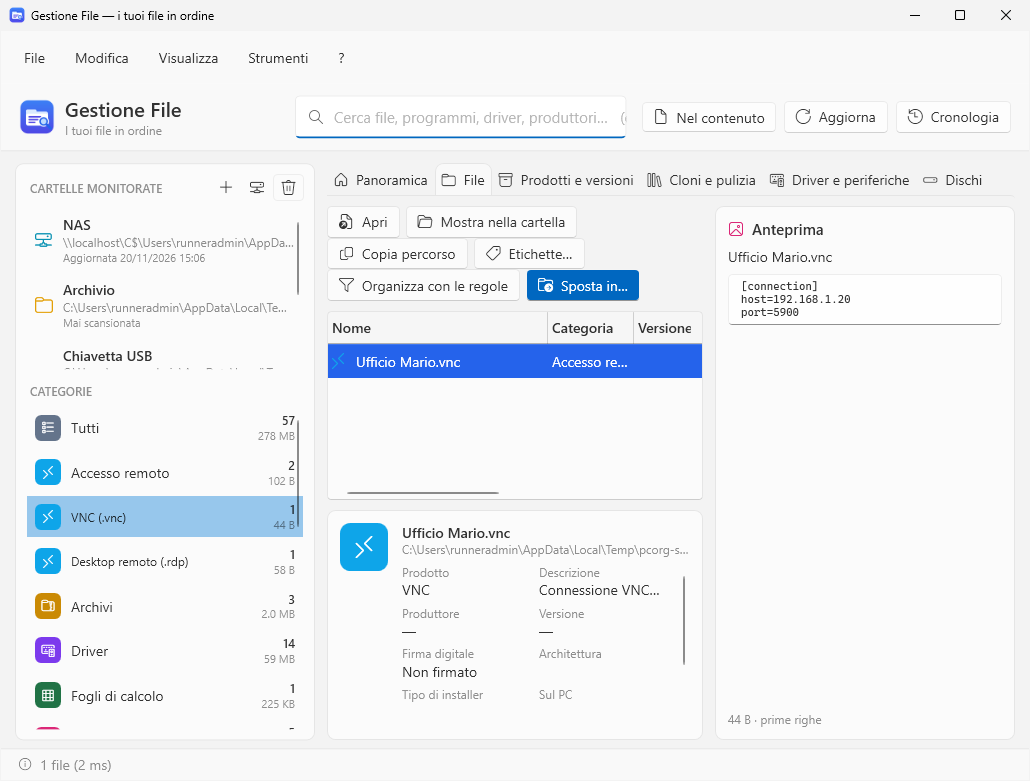 Gestione File — i tuoi file in ordine
File Modifica Visualizza Strumenti ?
Gestione File
I tuoi file in ordine
Cerca file, programmi, driver, produttori...
Nel contenuto
Aggiorna
Cronologia
CARTELLE MONITORATE
NAS
\\localhost\C$\Users\runneradmin\AppDa...
Aggiornata 20/11/2026 15:06
Archivio
C:\Users\runneradmin\AppData\Local\Te...
Mai scansionata
Chiavetta USB
CATEGORIE
Tutti 57
278 MB
Accesso remoto 2
102 B
VNC (.vnc) 1
44 B
Desktop remoto (.rdp) 1
58 B
Archivi 3
2.0 MB
Driver 14
59 MB
Fogli di calcolo 1
225 KB
Panoramica File Prodotti e versioni Cloni e pulizia Driver e periferiche Dischi
Apri Mostra nella cartella
Copia percorso Etichette...
Organizza con le regole Sposta in...
Nome Categoria Versione
Ufficio Mario.vnc Accesso re...
Ufficio Mario.vnc
C:\Users\runneradmin\AppData\Local\Temp\pcorg-s...
Prodotto Descrizione
VNC Connessione VNC...
Produttore Versione
— —
Firma digitale Architettura
Non firmato
Tipo di installer Sul PC
Anteprima
Ufficio Mario.vnc
[connection]
host=192.168.1.20
port=5900
44 B · prime righe
1 file (2 ms)